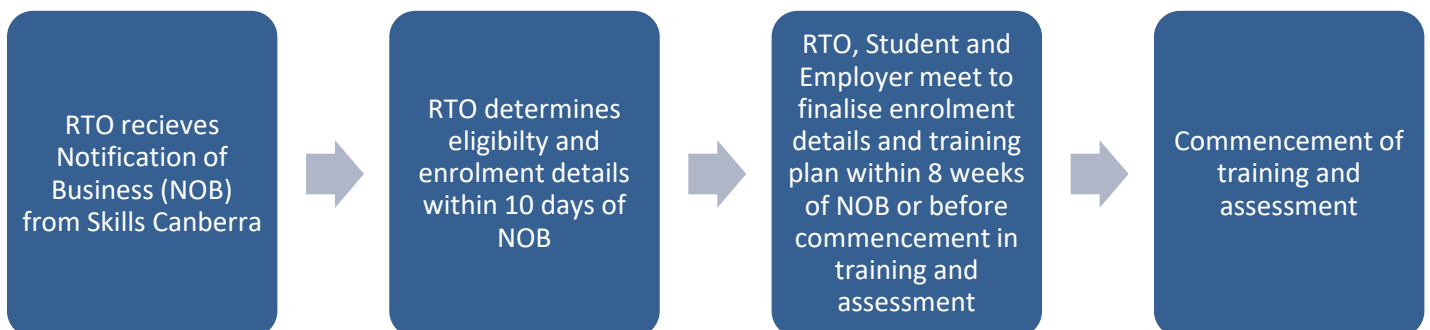 RTO recieves
Notification of
Business (NOB)
from Skills Canberra
RTO determines
eligibilty and
enrolment details
within 10 days of
NOB
RTO, Student and
Employer meet to
finalise enrolment
details and training
plan within 8 weeks
of NOB or before
commencement in
training and
assessment
Commencement of
training and
assessment